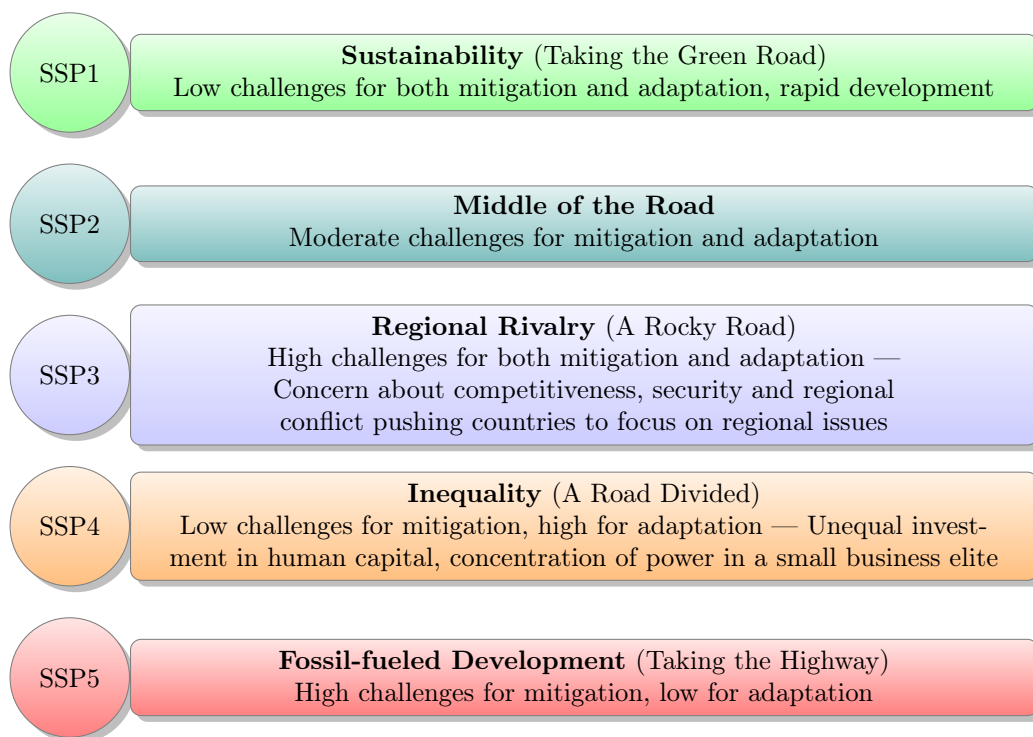 SSP1
Sustainability (Taking the Green Road)
Low challenges for both mitigation and adaptation, rapid development
SSP2
Middle of the Road
Moderate challenges for mitigation and adaptation
SSP3
Regional Rivalry (A Rocky Road)
High challenges for both mitigation and adaptation —
Concern about competitiveness, security and regional
conflict pushing countries to focus on regional issues
SSP4
Inequality (A Road Divided)
Low challenges for mitigation, high for adaptation — Unequal invest-
ment in human capital, concentration of power in a small business elite
SSP5
Fossil-fueled Development (Taking the Highway)
High challenges for mitigation, low for adaptation